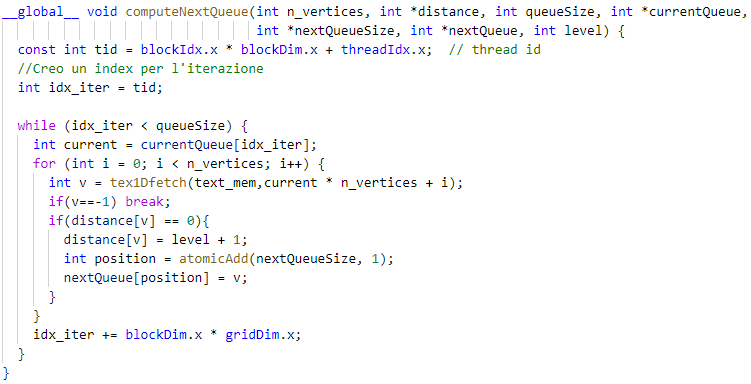 __global__ void computeNextQueue(int n_vertices, int *distance, int queueSize, int *currentQueue,
                                 int *nextQueueSize, int *nextQueue, int level) {
  const int tid = blockIdx.x * blockDim.x + threadIdx.x;  // thread id
  //Creo un index per l'iterazione
  int idx_iter = tid;

  while (idx_iter < queueSize) {
    int current = currentQueue[idx_iter];
    for (int i = 0; i < n_vertices; i++) {
      int v = tex1Dfetch(text_mem,current * n_vertices + i);
      if(v==-1) break;
      if(distance[v] == 0){
        distance[v] = level + 1;
        int position = atomicAdd(nextQueueSize, 1);
        nextQueue[position] = v;
      }
    }
    idx_iter += blockDim.x * gridDim.x;
  }
}